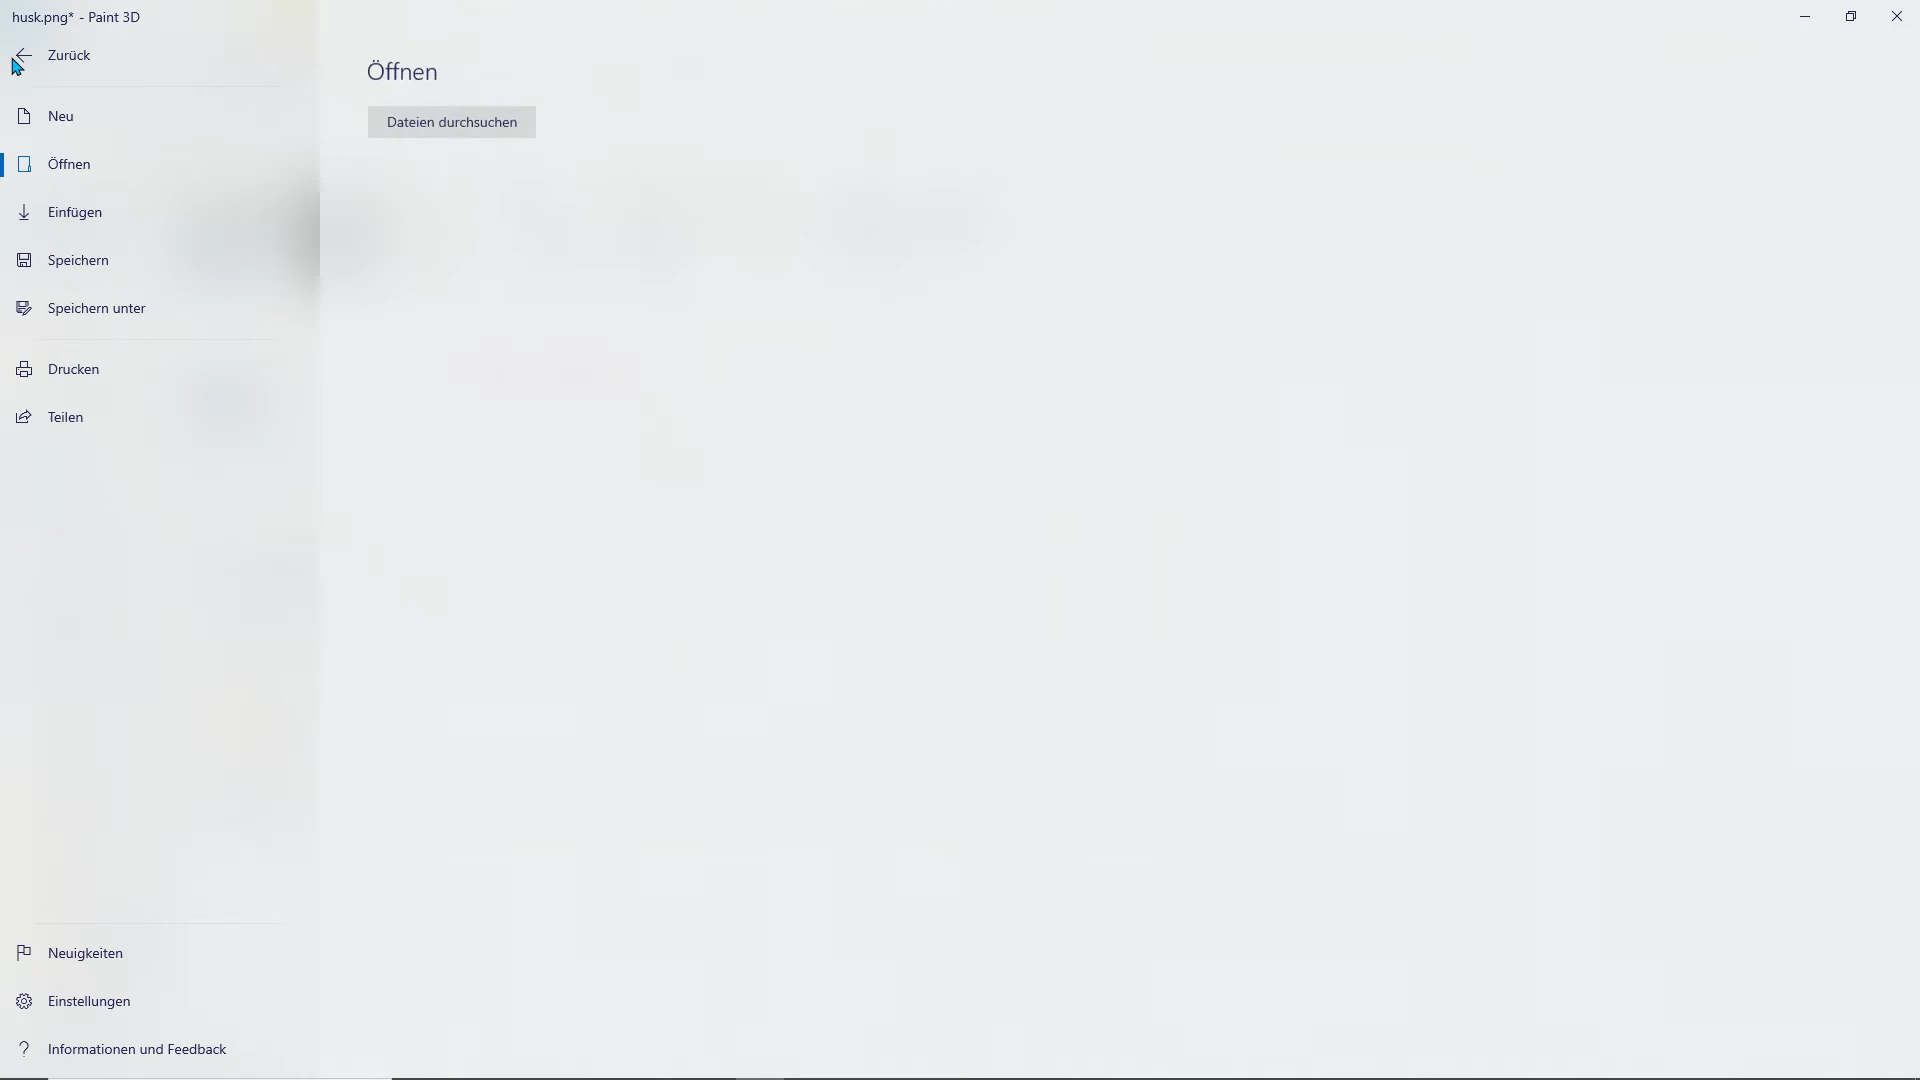 husk.png* - Paint 3D
Zurück
Neu
Öffnen
Einfügen
Speichern
Speichern unter
Drucken
Teilen
Neuigkeiten
Einstellungen
Informationen und Feedback
Öffnen
Dateien durchsuchen